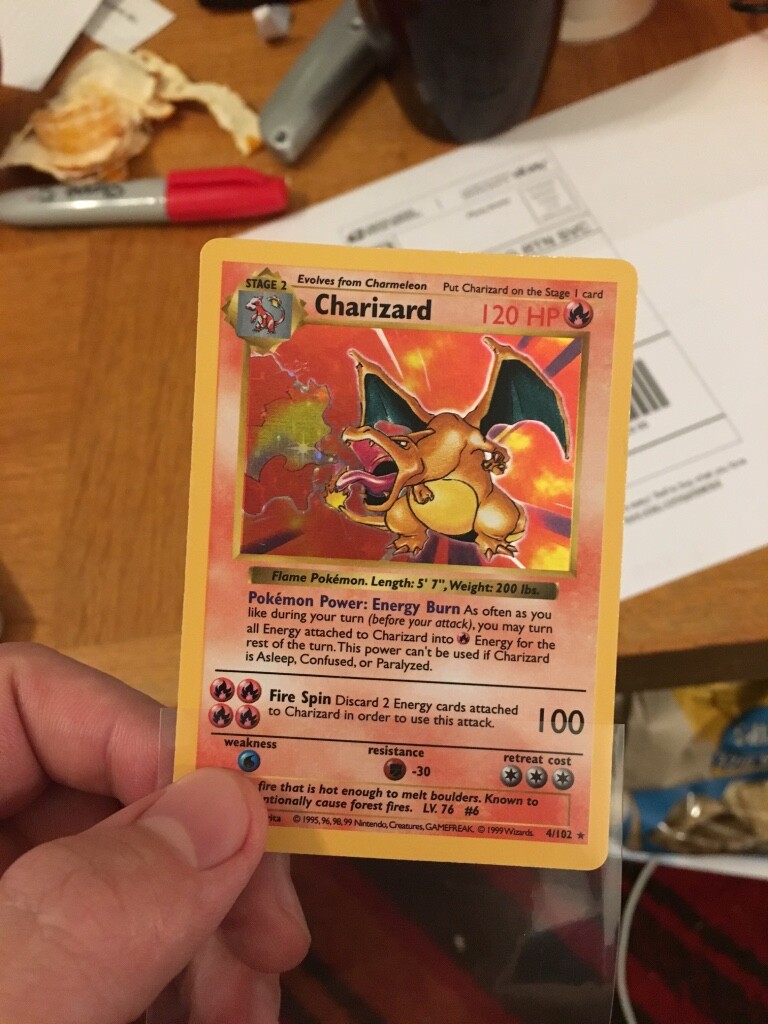 Sharpie
RTN SVC
STAGE 2 Evolves from Charmeleon Put Charizard on the Stage 1 card
Charizard 120 HP
Flame Pokémon. Length: 5' 7", Weight: 200 lbs.
Pokémon Power: Energy Burn As often as you
like during your turn (before your attack), you may turn
all Energy attached to Charizard into Energy for the
rest of the turn. This power can't be used if Charizard
is Asleep, Confused, or Paralyzed.
Fire Spin Discard 2 Energy cards attached
to Charizard in order to use this attack. 100
weakness resistance retreat cost
-30
fire that is hot enough to melt boulders. Known to
ntionally cause forest fires. LV. 76 #6
rita © 1995, 96, 98, 99 Nintendo, Creatures, GAMEFREAK. © 1999 Wizards. 4/102 ★